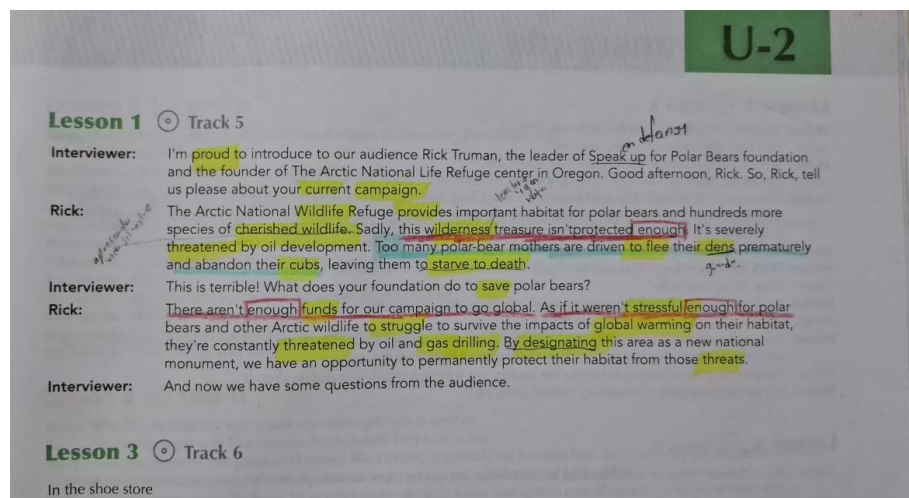 U-2
Lesson 1 Track 5
en defansa
Interviewer: I'm proud to introduce to our audience Rick Truman, the leader of Speak up for Polar Bears foundation
and the founder of The Arctic National Life Refuge center in Oregon. Good afternoon, Rick. So, Rick, tell
us please about your current campaign.
Rick: The Arctic National Wildlife Refuge provides important habitat for polar bears and hundreds more
species of cherished wildlife. Sadly, this wilderness treasure isn'tprotected enough. It's severely
threatened by oil development. Too many polar-bear mothers are driven to flee their dens prematurely
and abandon their cubs, leaving them to starve to death.
Interviewer: This is terrible! What does your foundation do to save polar bears?
Rick: There aren't enough funds for our campaign to go global. As if it weren't stressful enough for polar
bears and other Arctic wildlife to struggle to survive the impacts of global warming on their habitat,
they're constantly threatened by oil and gas drilling. By designating this area as a new national
monument, we have an opportunity to permanently protect their habitat from those threats.
Interviewer: And now we have some questions from the audience.
Lesson 3 Track 6
In the shoe store